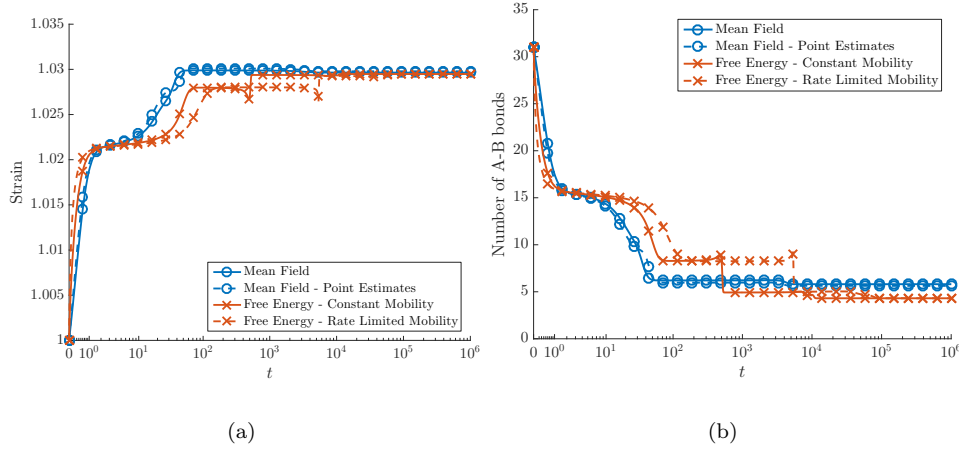 1.035
1.03
1.025
1.02
1.015
1.01
1.005
1
Strain
0 10^0 10^1 10^2 10^3 10^4 10^5 10^6
t
Mean Field
Mean Field - Point Estimates
Free Energy - Constant Mobility
Free Energy - Rate Limited Mobility
(a)
35
30
25
20
15
10
5
0
Number of A-B bonds
0 10^0 10^1 10^2 10^3 10^4 10^5 10^6
t
Mean Field
Mean Field - Point Estimates
Free Energy - Constant Mobility
Free Energy - Rate Limited Mobility
(b)